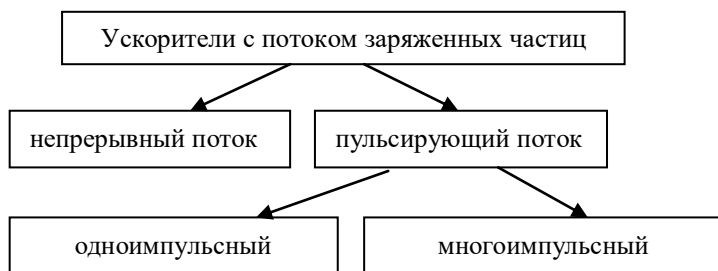 Ускорители с потоком заряженных частиц
непрерывный поток
пульсирующий поток
одноимпульсный
многоимпульсный